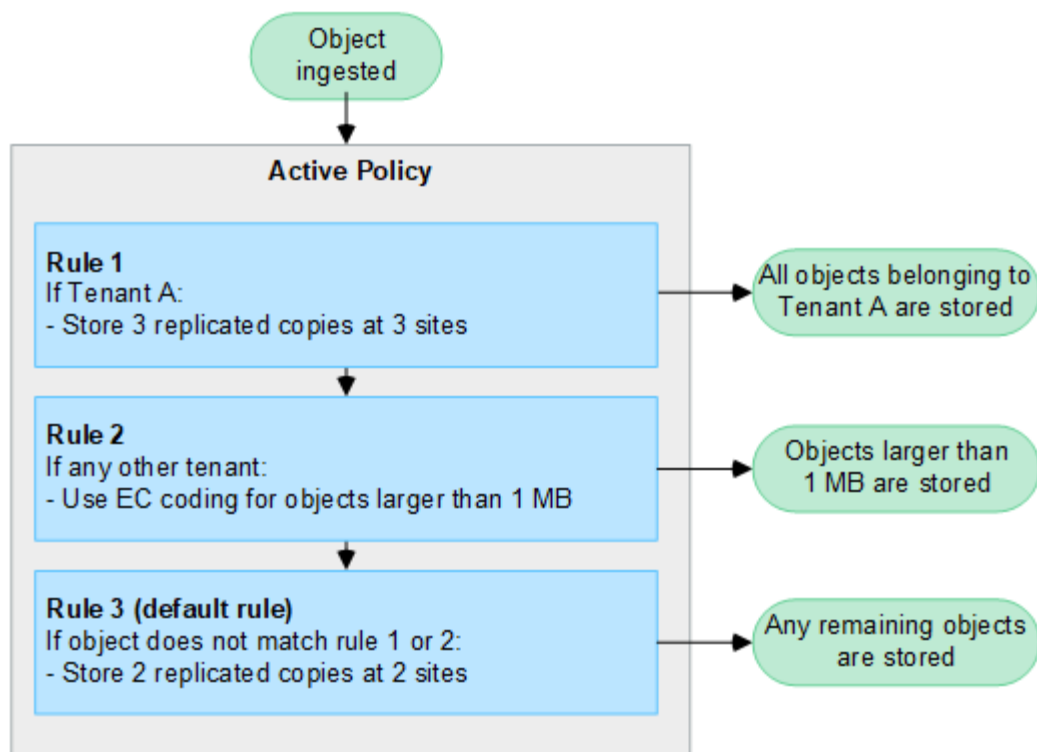 Object
ingested
Active Policy
Rule 1
If Tenant A:
- Store 3 replicated copies at 3 sites
All objects belonging to
Tenant A are stored
Rule 2
If any other tenant:
- Use EC coding for objects larger than 1 MB
Objects larger than
1 MB are stored
Rule 3 (default rule)
If object does not match rule 1 or 2:
- Store 2 replicated copies at 2 sites
Any remaining objects
are stored